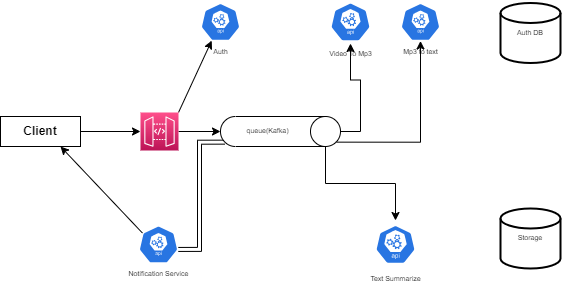 api
Auth
api
Video To Mp3
api
Mp3 to text
Auth DB
Client
</>
queue(Kafka)
api
Notification Service
api
Text Summarize
Storage